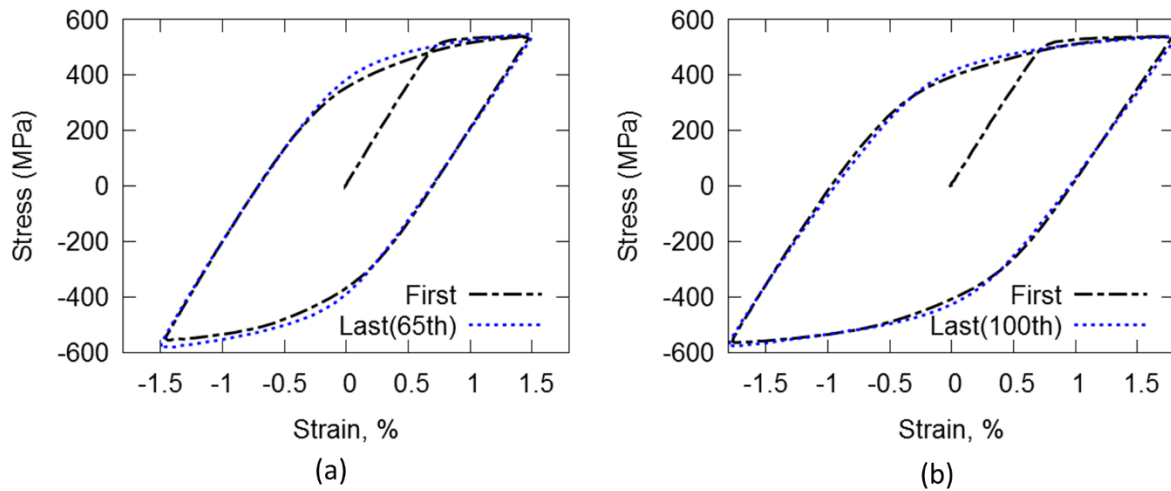 600
400
200
0
-200
-400
-600
Stress (MPa)
First
Last(65th)
-1.5 -1 -0.5 0 0.5 1 1.5
Strain, %
(a)
600
400
200
0
-200
-400
-600
Stress (MPa)
First
Last(100th)
-1.5 -1 -0.5 0 0.5 1 1.5
Strain, %
(b)